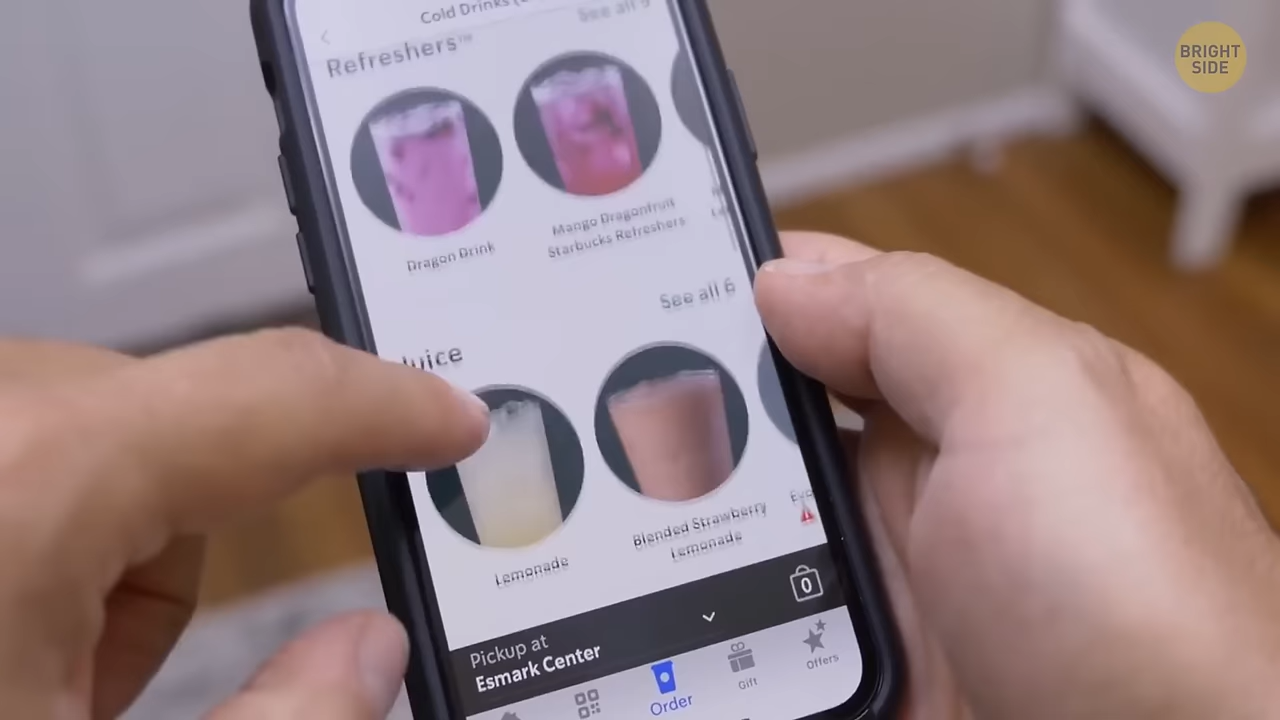 BRIGHT
SIDE
Cold Drinks
See all 9
Refreshers™
Dragon Drink
Mango Dragonfruit
Starbucks Refreshers
See all 6
Juice
Lemonade
Blended Strawberry
Lemonade
0
Pickup at
Esmark Center
Order
Gift
Offers